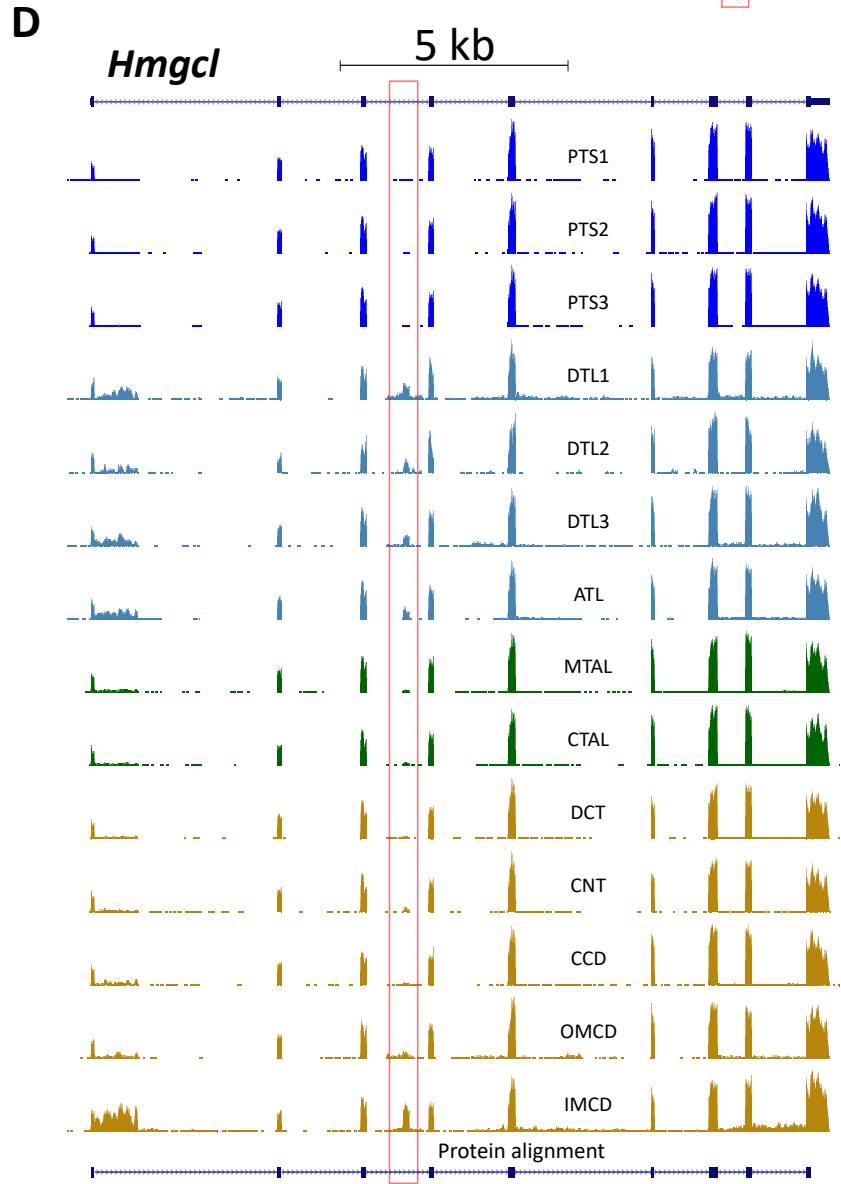 D
Hmgcl
5 kb
PTS1
PTS2
PTS3
DTL1
DTL2
DTL3
ATL
MTAL
CTAL
DCT
CNT
CCD
OMCD
IMCD
Protein alignment